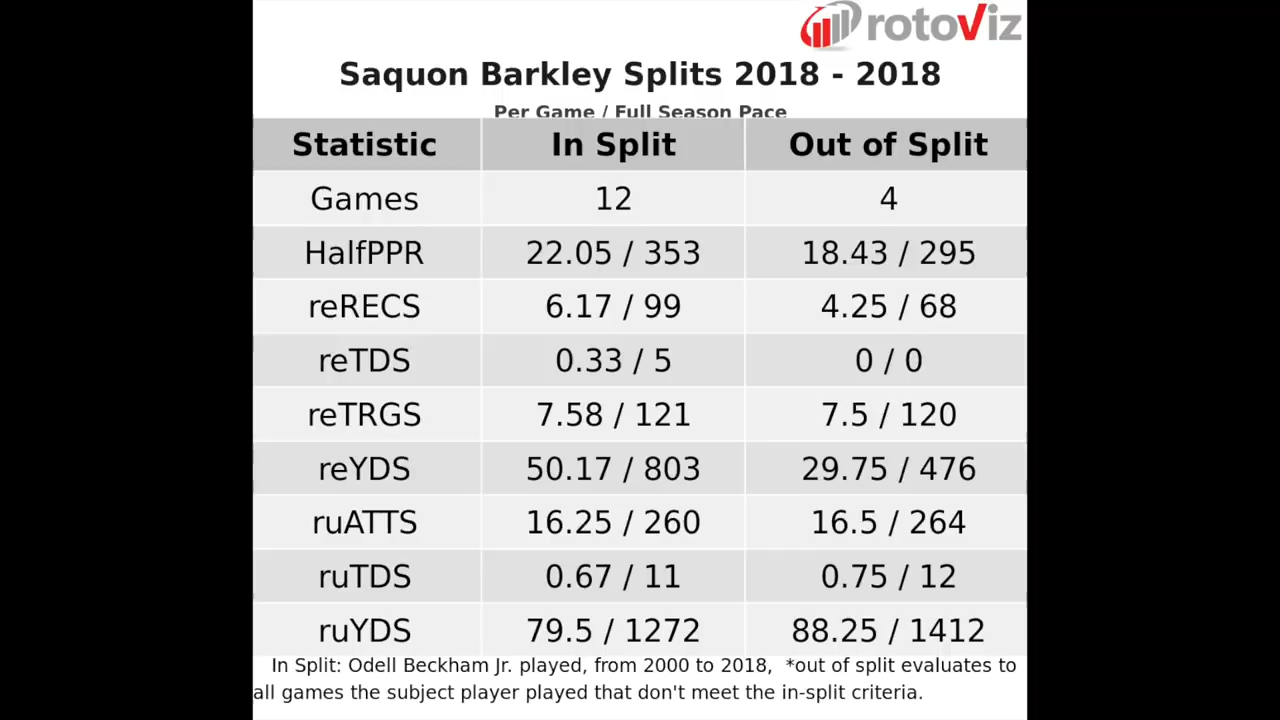 rotoViz
Saquon Barkley Splits 2018 - 2018
Per Game / Full Season Pace
Statistic In Split Out of Split
Games 12 4
HalfPPR 22.05 / 353 18.43 / 295
reRECS 6.17 / 99 4.25 / 68
reTDS 0.33 / 5 0 / 0
reTRGS 7.58 / 121 7.5 / 120
reYDS 50.17 / 803 29.75 / 476
ruATTS 16.25 / 260 16.5 / 264
ruTDS 0.67 / 11 0.75 / 12
ruYDS 79.5 / 1272 88.25 / 1412
In Split: Odell Beckham Jr. played, from 2000 to 2018, *out of split evaluates to
all games the subject player played that don't meet the in-split criteria.